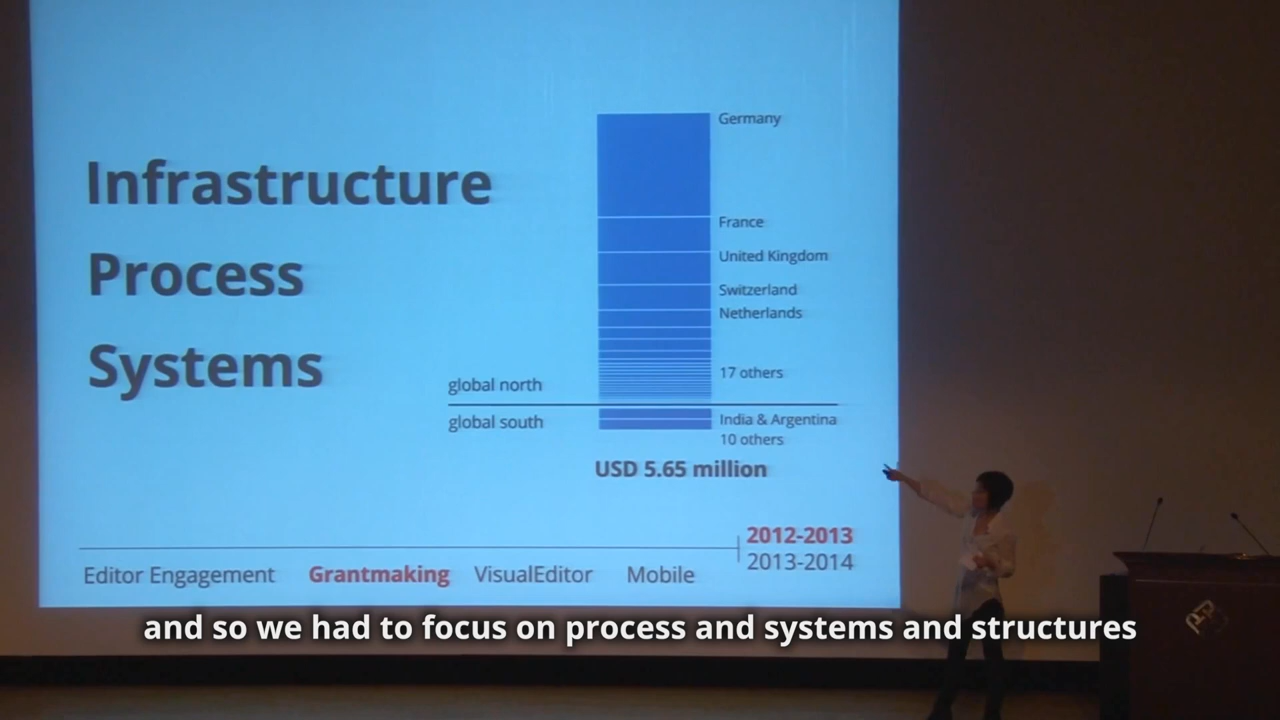 Infrastructure
Process
Systems
Germany
France
United Kingdom
Switzerland
Netherlands
17 others
global north
global south
India & Argentina
10 others
USD 5.65 million
2012-2013
2013-2014
Editor Engagement Grantmaking VisualEditor Mobile
and so we had to focus on process and systems and structures